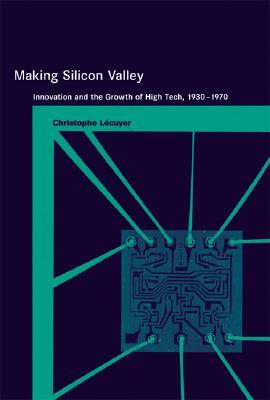 Making Silicon Valley
Innovation and the Growth of High Tech, 1930–1970
Christophe Lécuyer